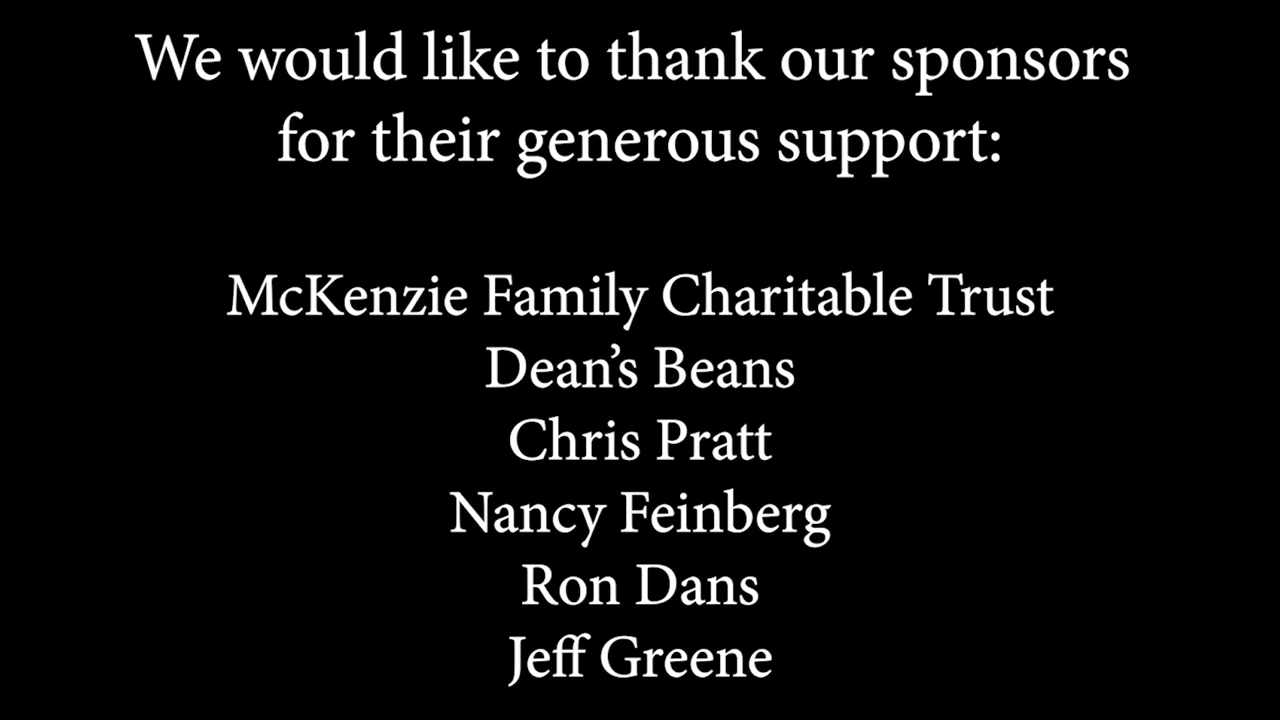 We would like to thank our sponsors
for their generous support:
McKenzie Family Charitable Trust
Dean’s Beans
Chris Pratt
Nancy Feinberg
Ron Dans
Jeff Greene